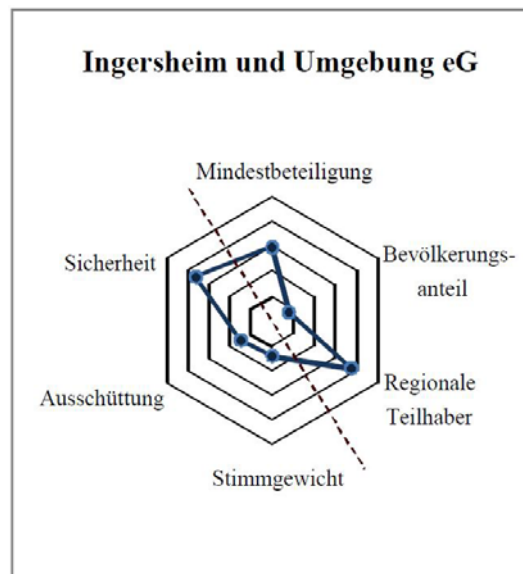 Ingersheim und Umgebung eG
Mindestbeteiligung
Bevölkerungs-
anteil
Sicherheit
Regionale
Teilhaber
Ausschüttung
Stimmgewicht